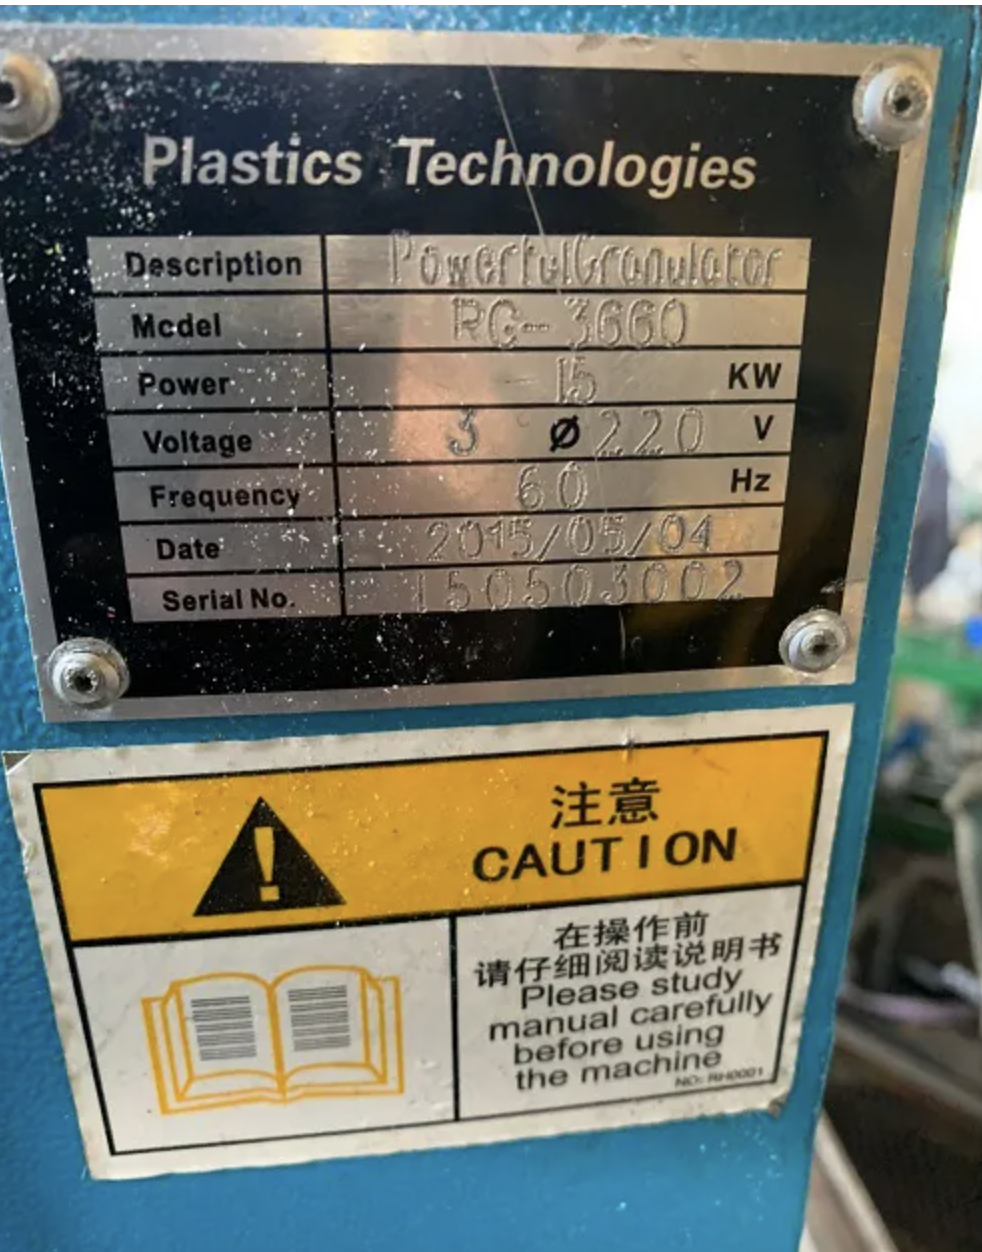 Plastics Technologies
Description PowerfulGranulator
Model RG-3660
Power 15 KW
Voltage 3 Ø 220 V
Frequency 60 Hz
Date 2015/05/04
Serial No. 150503002
注意
CAUTION
在操作前
请仔细阅读说明书
Please study
manual carefully
before using
the machine
NO: RH0001